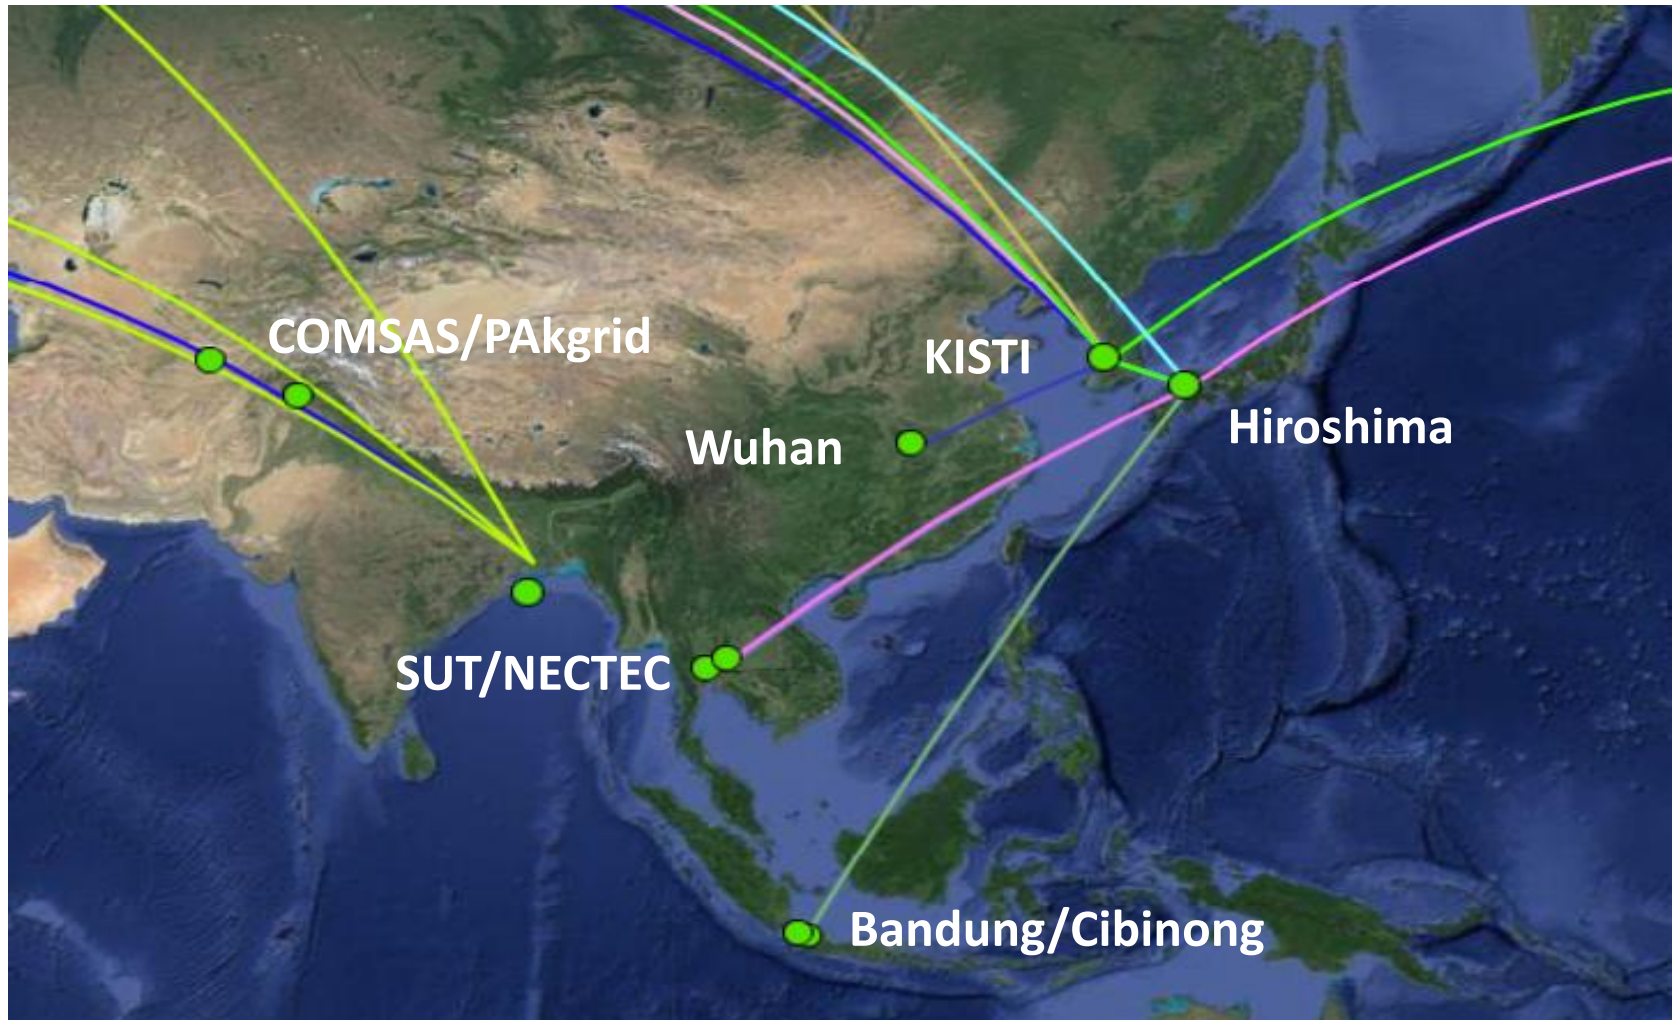 COMSAS/PAkgrid
KISTI
Wuhan
Hiroshima
SUT/NECTEC
Bandung/Cibinong